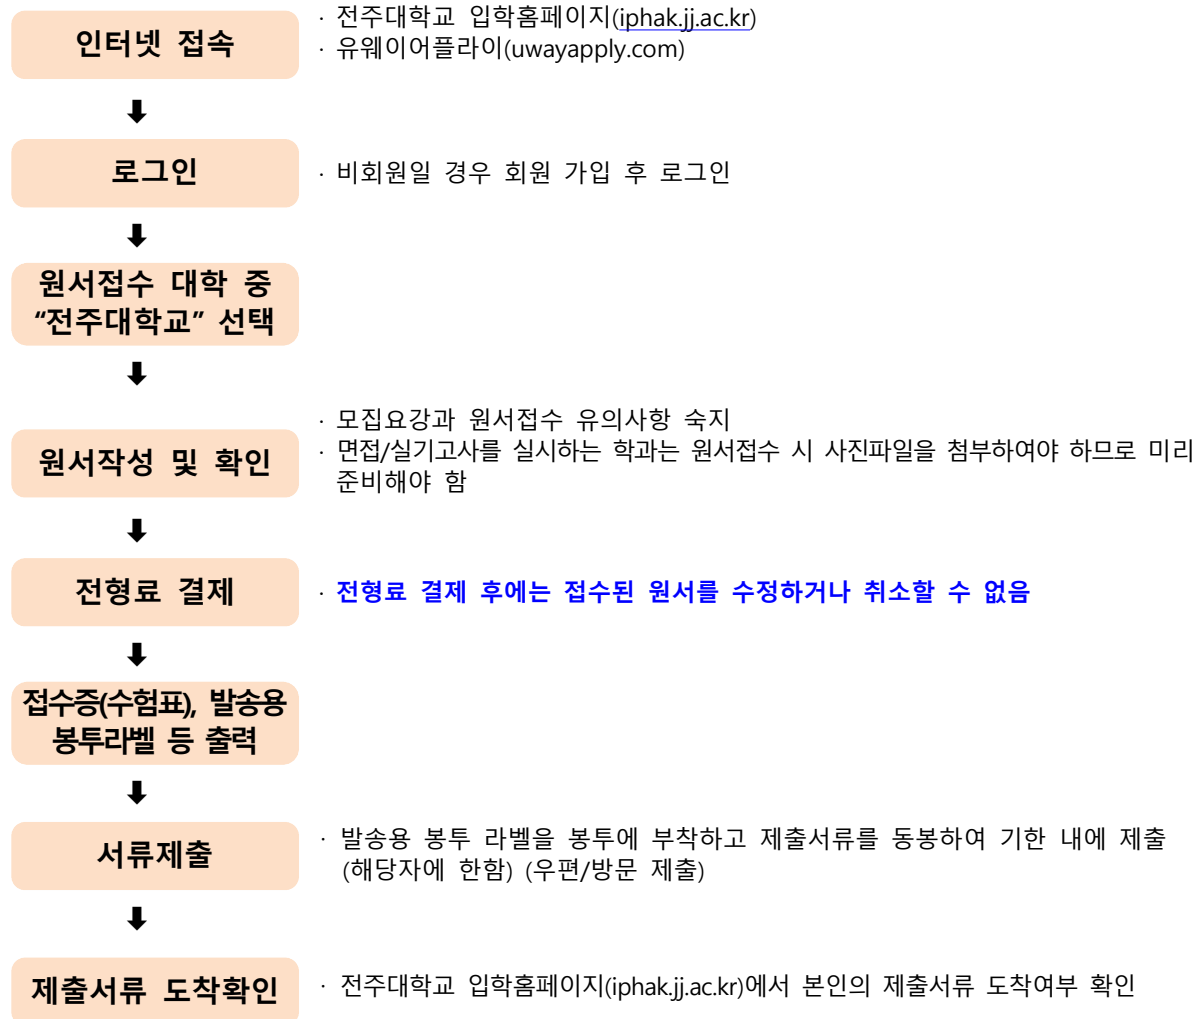 인터넷 접속
· 전주대학교 입학홈페이지(iphak.jj.ac.kr)
· 유웨이어플라이(uwayapply.com)
⬇
로그인
· 비회원일 경우 회원 가입 후 로그인
⬇
원서접수 대학 중
“전주대학교” 선택
⬇
원서작성 및 확인
· 모집요강과 원서접수 유의사항 숙지
· 면접/실기고사를 실시하는 학과는 원서접수 시 사진파일을 첨부하여야 하므로 미리
준비해야 함
⬇
전형료 결제
· 전형료 결제 후에는 접수된 원서를 수정하거나 취소할 수 없음
⬇
접수증(수험표), 발송용
봉투라벨 등 출력
⬇
서류제출
· 발송용 봉투 라벨을 봉투에 부착하고 제출서류를 동봉하여 기한 내에 제출
(해당자에 한함) (우편/방문 제출)
⬇
제출서류 도착확인
· 전주대학교 입학홈페이지(iphak.jj.ac.kr)에서 본인의 제출서류 도착여부 확인